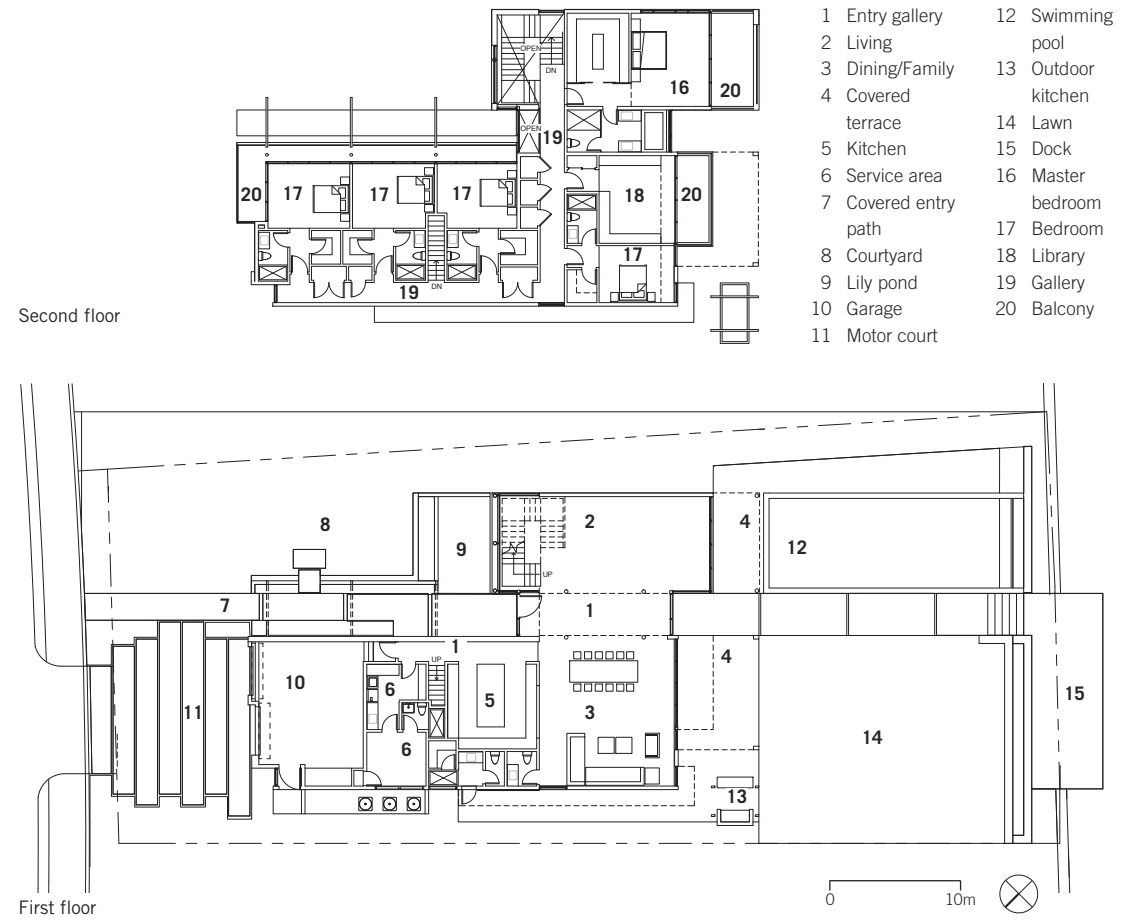 OPEN
DN
16
20
OPEN
19
20
17
17
17
18
20
17
DN
19
Second floor
1 Entry gallery
2 Living
3 Dining/Family
4 Covered
terrace
5 Kitchen
6 Service area
7 Covered entry
path
8 Courtyard
9 Lily pond
10 Garage
11 Motor court
12 Swimming
pool
13 Outdoor
kitchen
14 Lawn
15 Dock
16 Master
bedroom
17 Bedroom
18 Library
19 Gallery
20 Balcony
8
9
2
4
12
UP
7
1
1
UP
4
10
6
5
3
15
11
6
14
13
0 10m
First floor